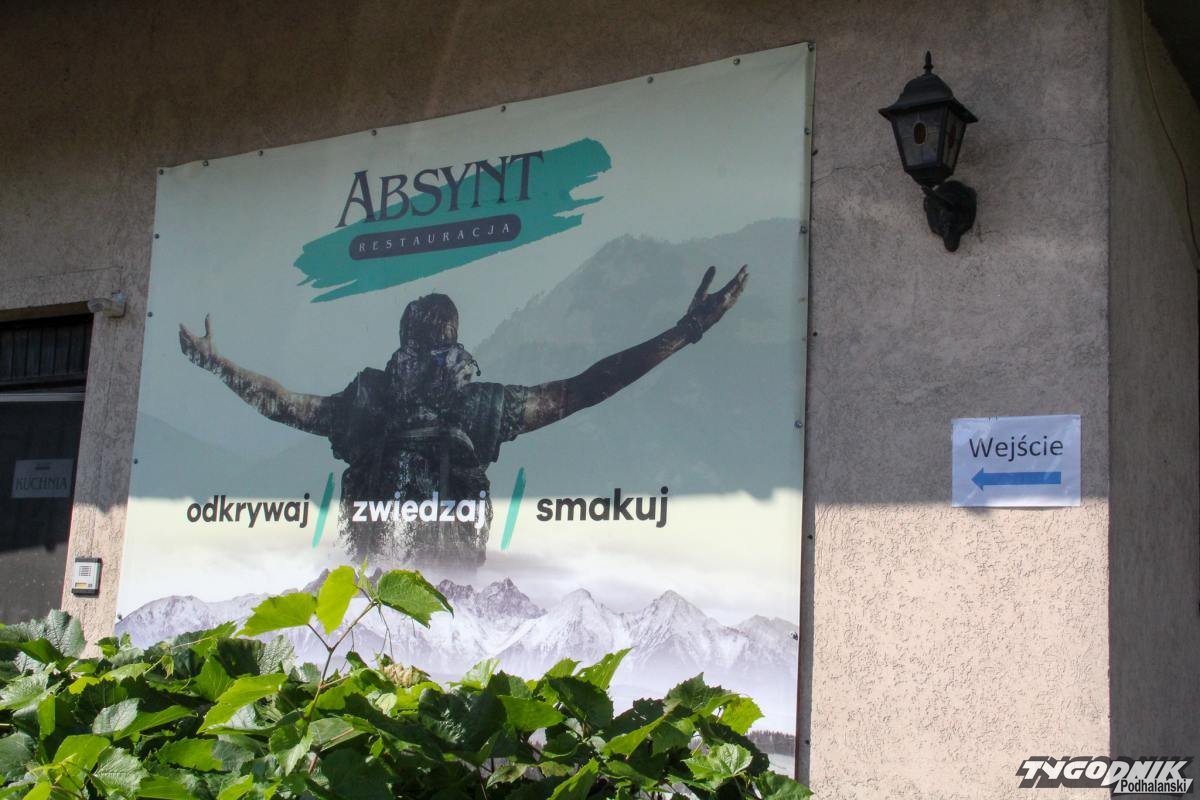 ABSYNT
RESTAURACJA
odkrywaj / zwiedzaj / smakuj
Wejście
KUCHNIA
TYGODNIK
Podhalański